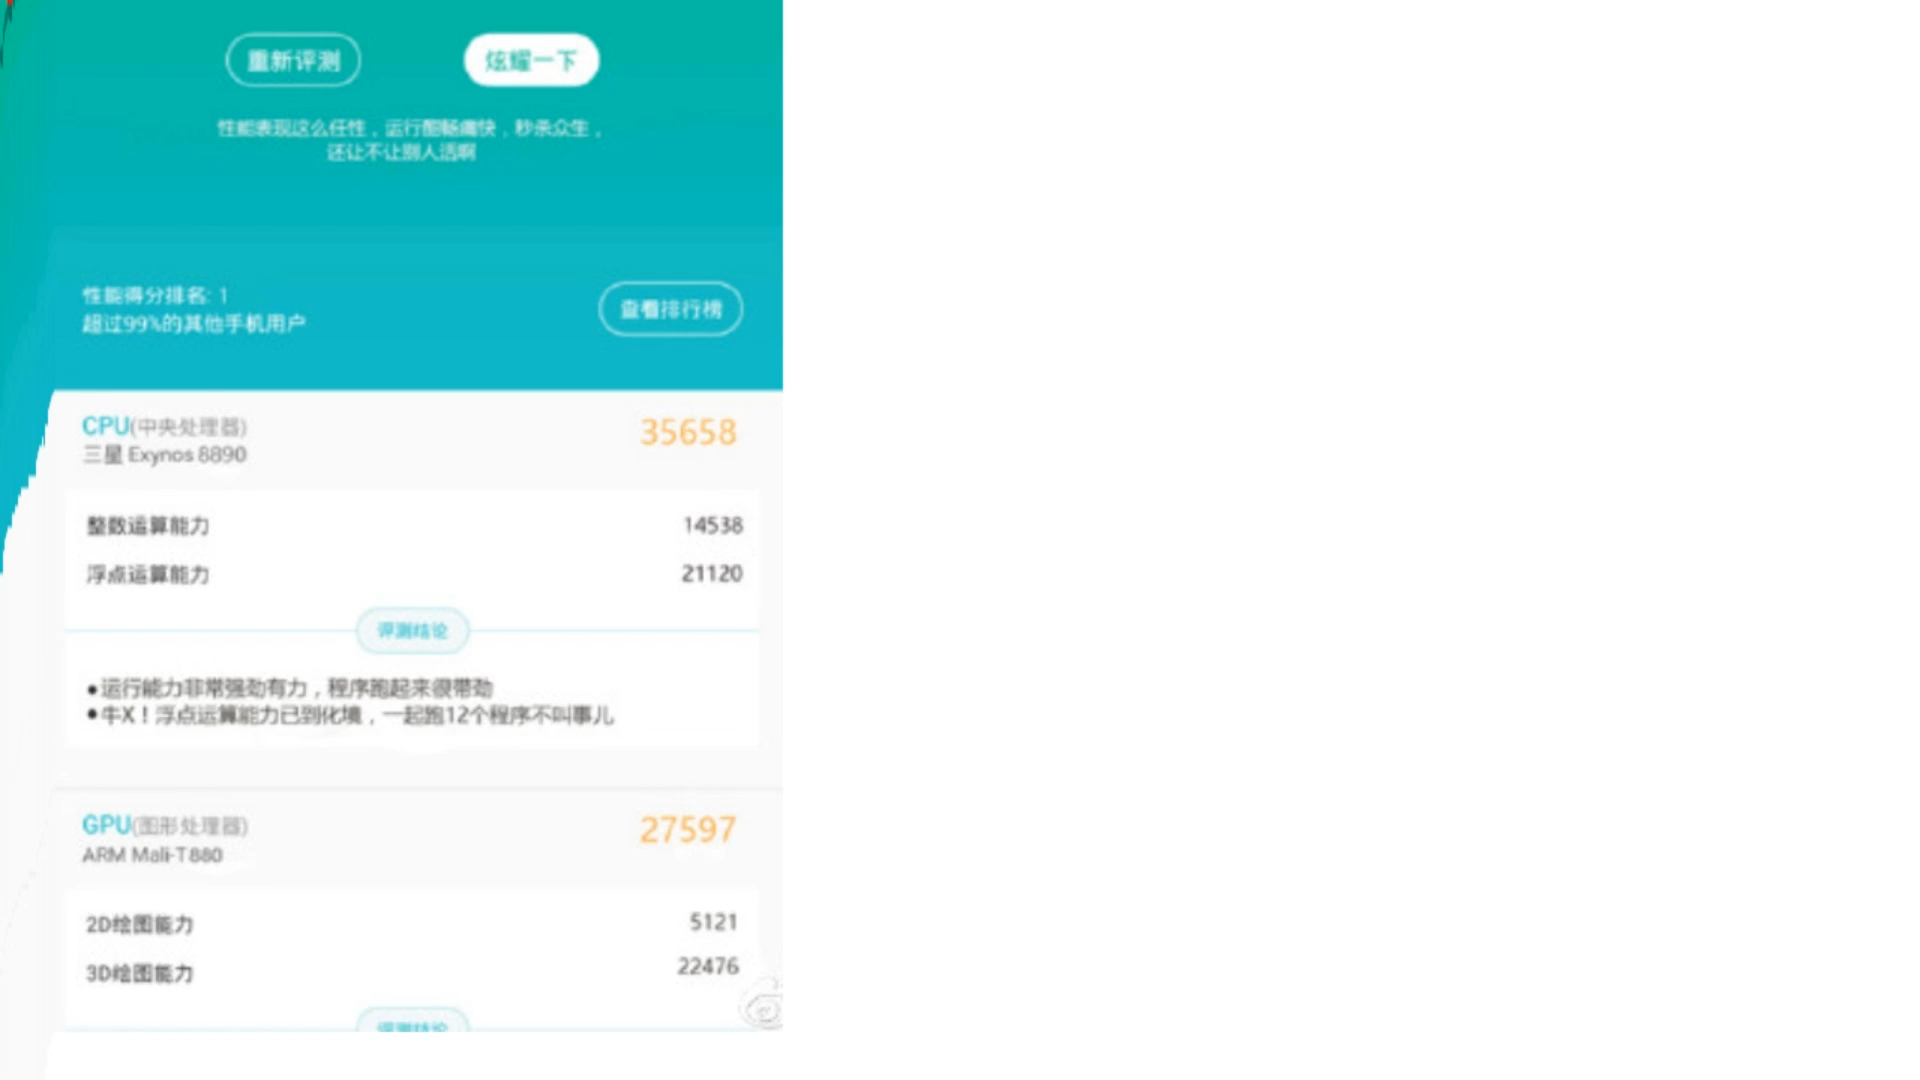 重新评测
炫耀一下
性能表现这么任性，运行酣畅痛快，秒杀众生，
还让不让别人活啊
性能得分排名: 1
超过99%的其他手机用户
查看排行榜
CPU(中央处理器)
35658
三星 Exynos 8890
整数运算能力
14538
浮点运算能力
21120
评测结论
●运行能力非常强劲有力，程序跑起来很带劲
●牛X！浮点运算能力已到化境，一起跑12个程序不叫事儿
GPU(图形处理器)
27597
ARM Mali-T880
2D绘图能力
5121
3D绘图能力
22476
评测结论